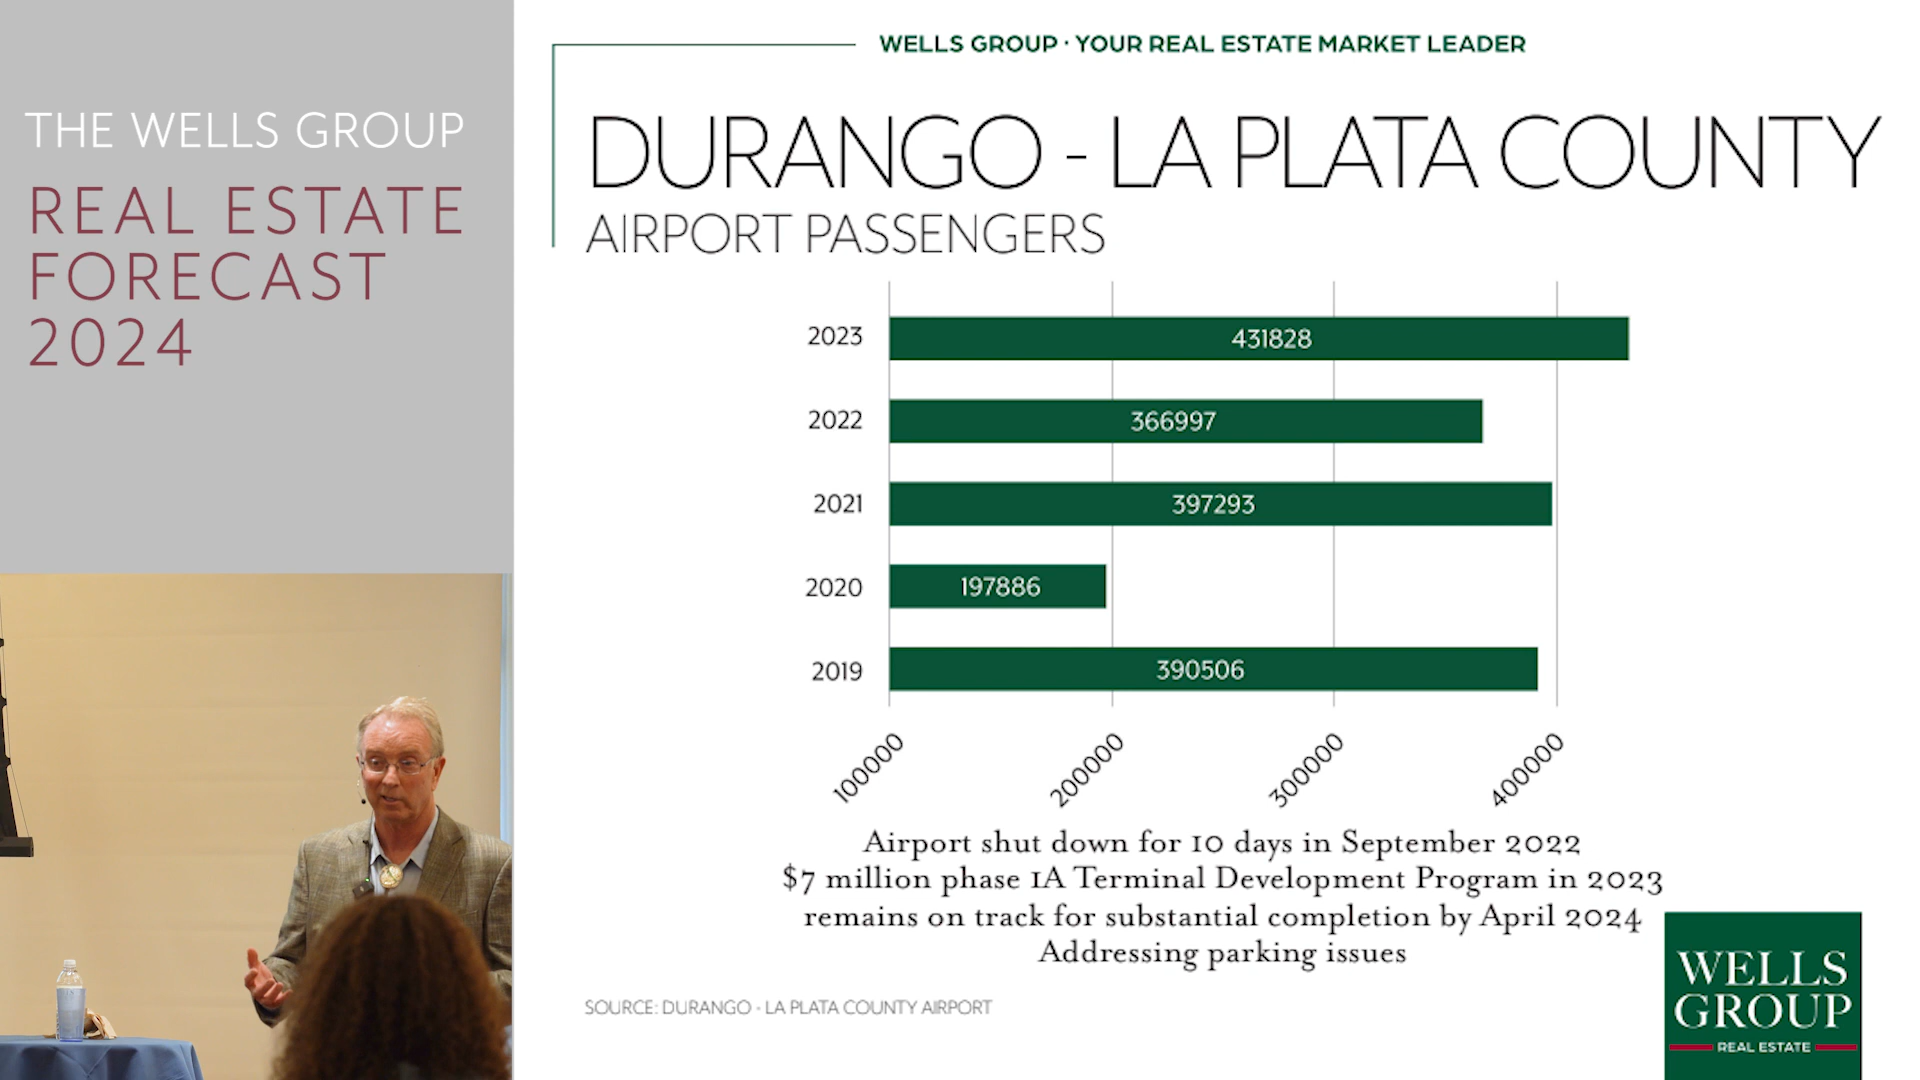 THE WELLS GROUP
REAL ESTATE
FORECAST
2024
WELLS GROUP · YOUR REAL ESTATE MARKET LEADER
DURANGO - LA PLATA COUNTY
AIRPORT PASSENGERS
2023 431828
2022 366997
2021 397293
2020 197886
2019 390506
100000 200000 300000 400000
Airport shut down for 10 days in September 2022
$7 million phase 1A Terminal Development Program in 2023
remains on track for substantial completion by April 2024
Addressing parking issues
SOURCE: DURANGO - LA PLATA COUNTY AIRPORT
WELLS
GROUP
REAL ESTATE